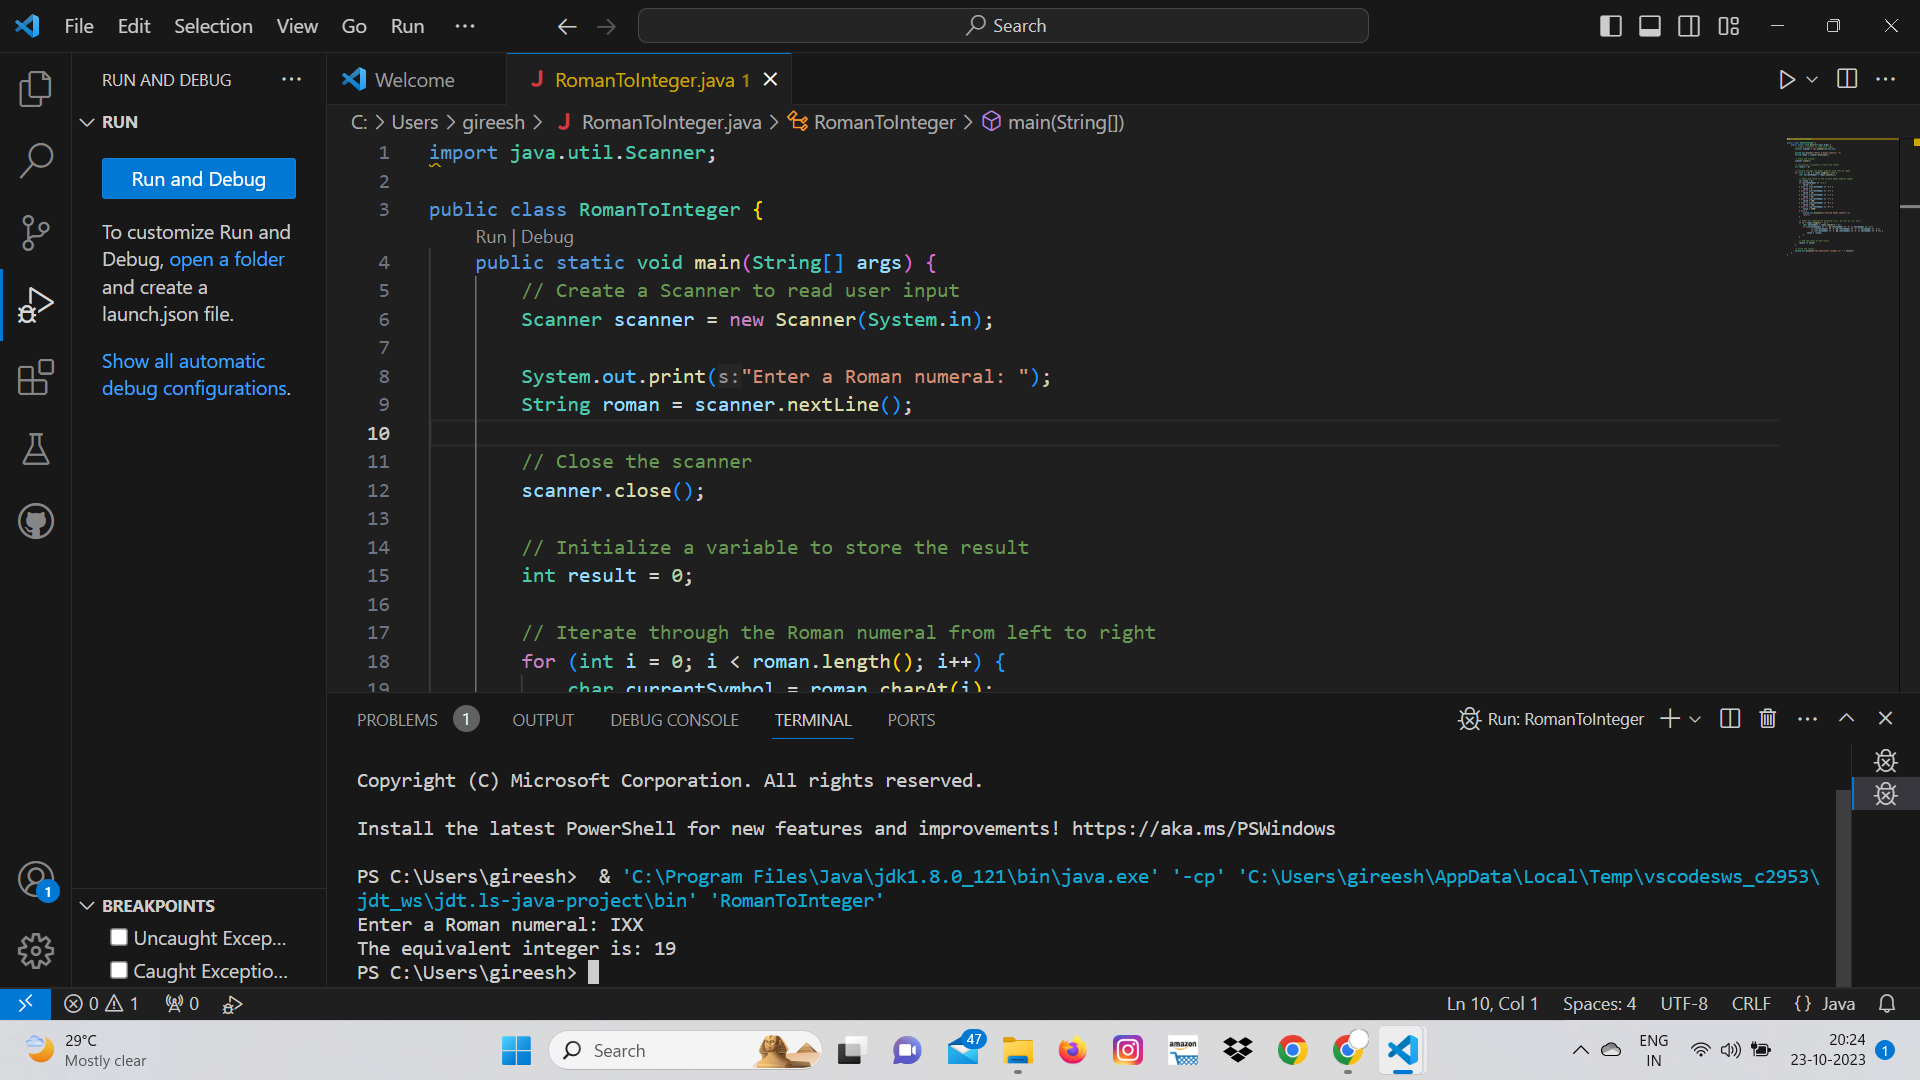 File Edit Selection View Go Run ··· Search
RUN AND DEBUG ···
RUN
Run and Debug
To customize Run and
Debug, open a folder
and create a
launch.json file.
Show all automatic
debug configurations.
BREAKPOINTS
Uncaught Excep...
Caught Exceptio...
1
Welcome RomanToInteger.java 1
C: > Users > gireesh > RomanToInteger.java > RomanToInteger > main(String[])
1 import java.util.Scanner;
2
3 public class RomanToInteger {
Run | Debug
4 public static void main(String[] args) {
5 // Create a Scanner to read user input
6 Scanner scanner = new Scanner(System.in);
7
8 System.out.print(s:"Enter a Roman numeral: ");
9 String roman = scanner.nextLine();
10
11 // Close the scanner
12 scanner.close();
13
14 // Initialize a variable to store the result
15 int result = 0;
16
17 // Iterate through the Roman numeral from left to right
18 for (int i = 0; i < roman.length(); i++) {
19 char currentSymbol = roman.charAt(i);
PROBLEMS 1 OUTPUT DEBUG CONSOLE TERMINAL PORTS Run: RomanToInteger
Copyright (C) Microsoft Corporation. All rights reserved.
Install the latest PowerShell for new features and improvements! https://aka.ms/PSWindows
PS C:\Users\gireesh>  & 'C:\Program Files\Java\jdk1.8.0_121\bin\java.exe' '-cp' 'C:\Users\gireesh\AppData\Local\Temp\vscodesws_c2953\
jdt_ws\jdt.ls-java-project\bin' 'RomanToInteger'
Enter a Roman numeral: IXX
The equivalent integer is: 19
PS C:\Users\gireesh>
0 1 0 Ln 10, Col 1 Spaces: 4 UTF-8 CRLF {} Java
29°C
Mostly clear
Search
47
amazon
ENG
IN
20:24
23-10-2023
1